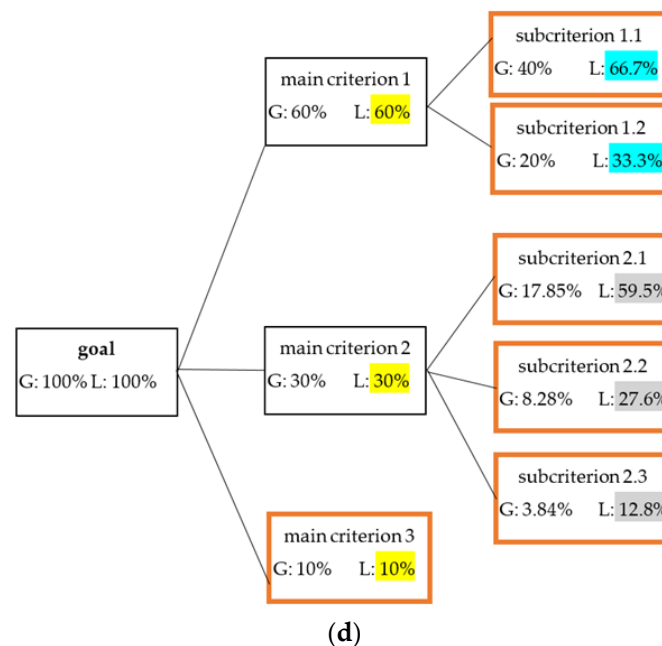 subcriterion 1.1
G: 40% L: 66.7%
main criterion 1
G: 60% L: 60%
subcriterion 1.2
G: 20% L: 33.3%
subcriterion 2.1
G: 17.85% L: 59.5%
goal
G: 100% L: 100%
main criterion 2
G: 30% L: 30%
subcriterion 2.2
G: 8.28% L: 27.6%
subcriterion 2.3
G: 3.84% L: 12.8%
main criterion 3
G: 10% L: 10%
(d)